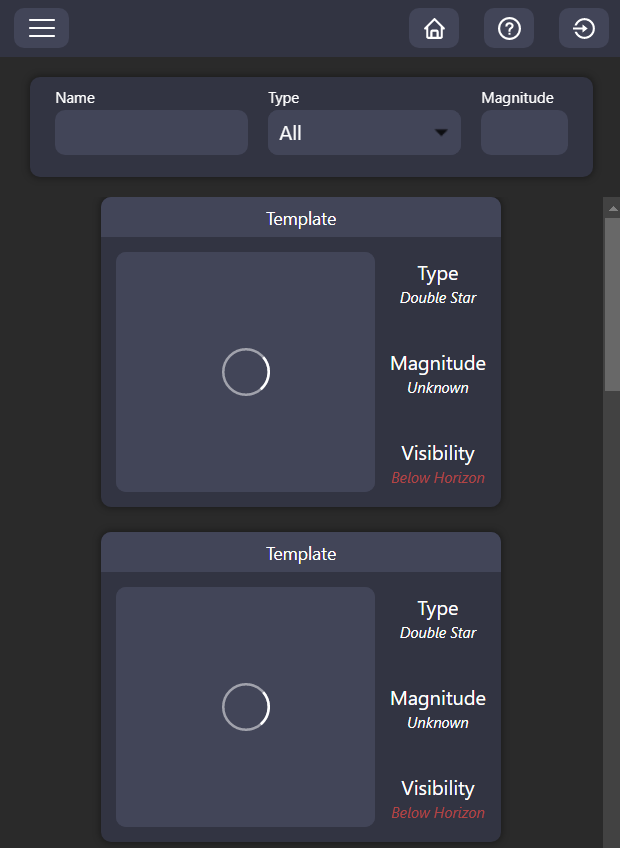 Name Type Magnitude
All
Template
Type
Double Star
Magnitude
Unknown
Visibility
Below Horizon
Template
Type
Double Star
Magnitude
Unknown
Visibility
Below Horizon